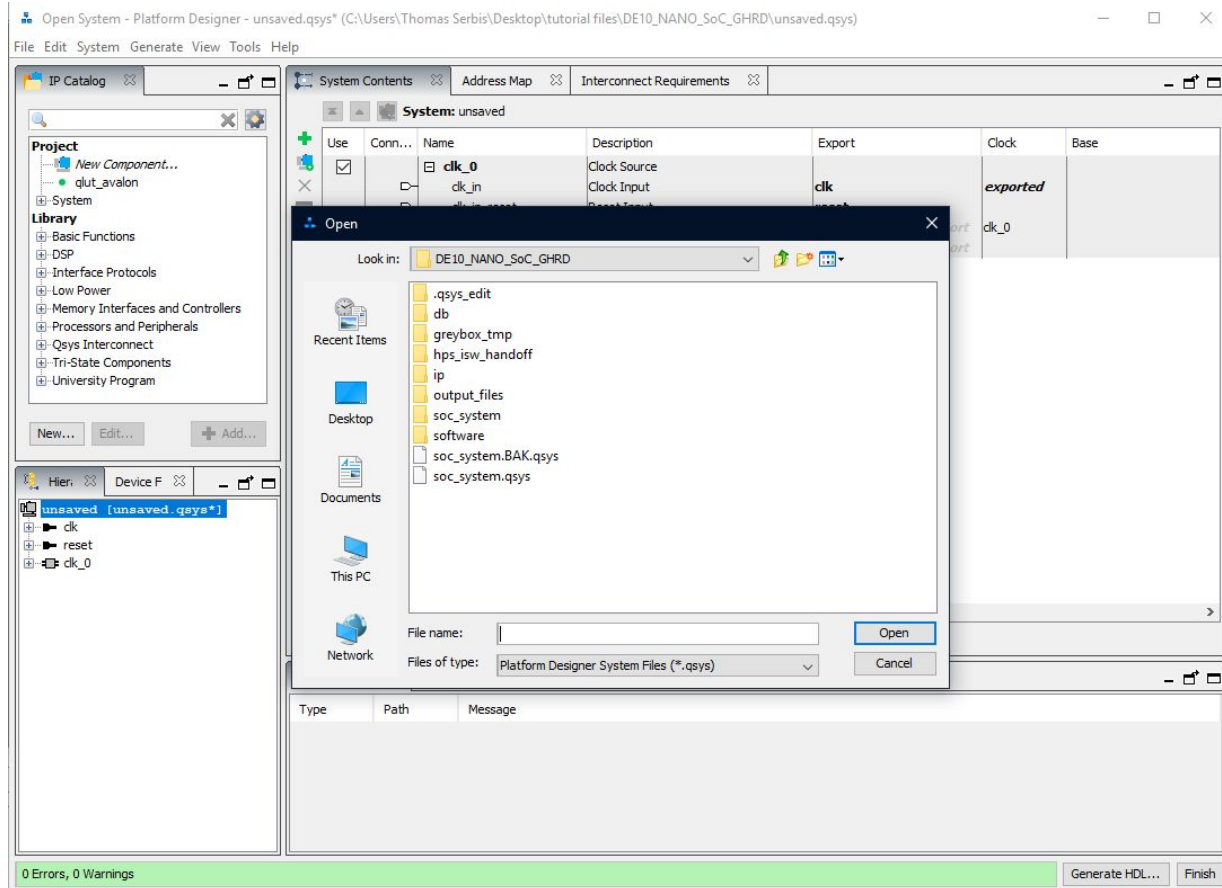 Open System - Platform Designer - unsaved.qsys* (C:\Users\Thomas Serbis\Desktop\tutorial files\DE10_NANO_SoC_GHRD\unsaved.qsys)
File Edit System Generate View Tools Help
IP Catalog
Project
New Component...
qlut_avalon
System
Library
Basic Functions
DSP
Interface Protocols
Low Power
Memory Interfaces and Controllers
Processors and Peripherals
Qsys Interconnect
Tri-State Components
University Program
New... Edit... Add...
Hier. Device F
unsaved [unsaved.qsys*]
clk
reset
clk_0
System Contents Address Map Interconnect Requirements
System: unsaved
Use Conn... Name Description Export Clock Base
clk_0 Clock Source
clk_in Clock Input clk exported
clk_in_reset Reset Input reset
clk_0
Open
Look in: DE10_NANO_SoC_GHRD
Recent Items
Desktop
Documents
This PC
Network
.qsys_edit
db
greybox_tmp
hps_isw_handoff
ip
output_files
soc_system
software
soc_system.BAK.qsys
soc_system.qsys
File name: Open
Files of type: Platform Designer System Files (*.qsys) Cancel
Type Path Message
0 Errors, 0 Warnings Generate HDL... Finish